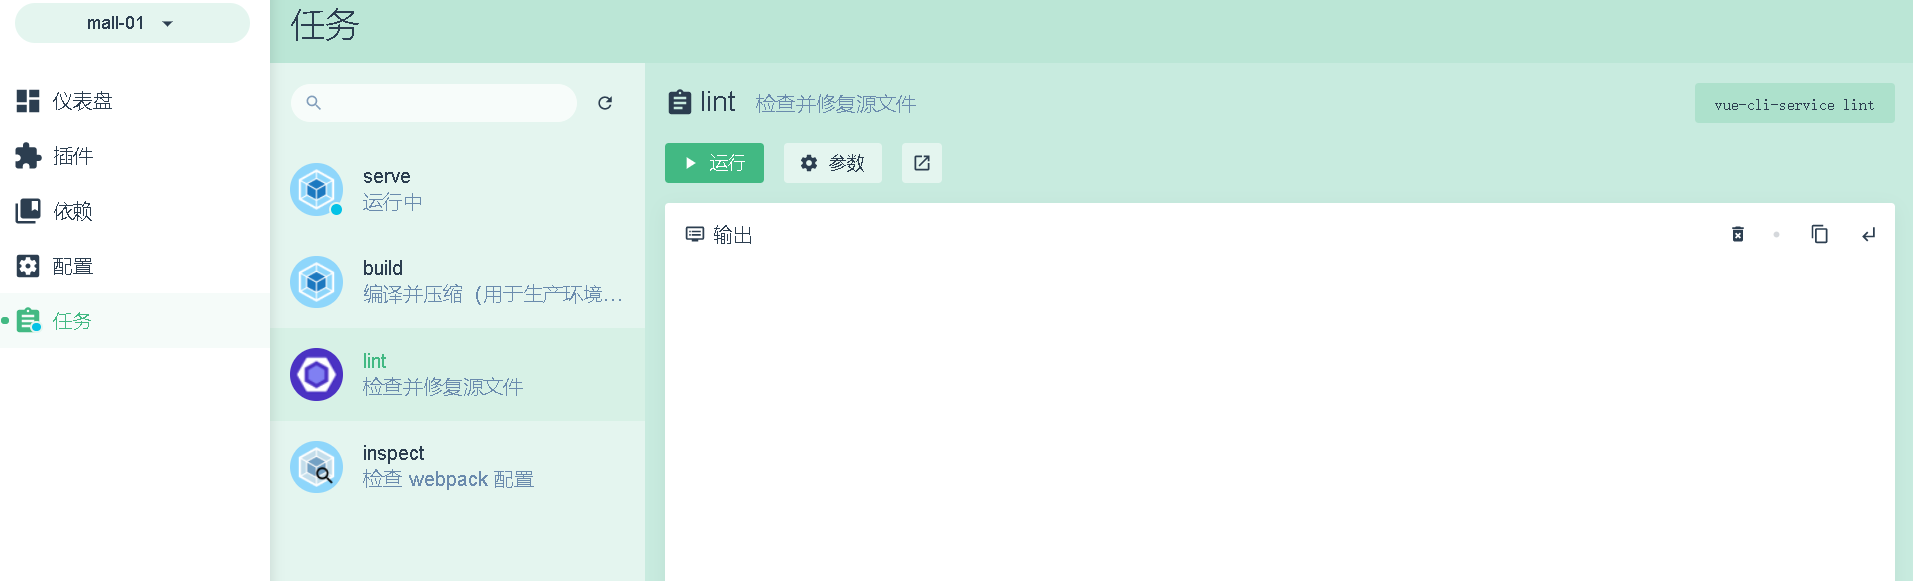 mall-01
仪表盘
插件
依赖
配置
任务
任务
serve
运行中
build
编译并压缩（用于生产环境...
lint
检查并修复源文件
inspect
检查 webpack 配置
lint 检查并修复源文件
vue-cli-service lint
运行
参数
输出